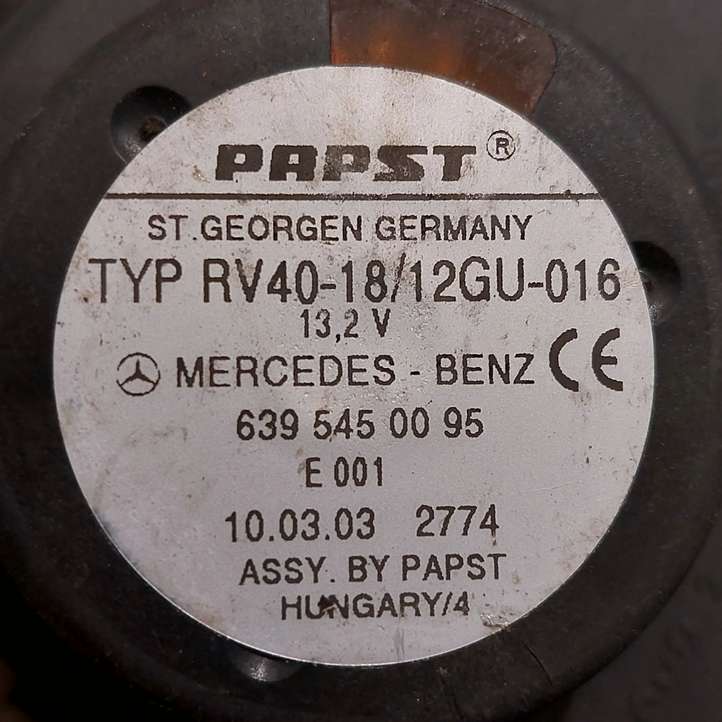 PAPST®
ST.GEORGEN GERMANY
TYP RV40-18/12GU-016
13,2 V
MERCEDES - BENZ CE
639 545 00 95
E 001
10.03.03 2774
ASSY. BY PAPST
HUNGARY/4